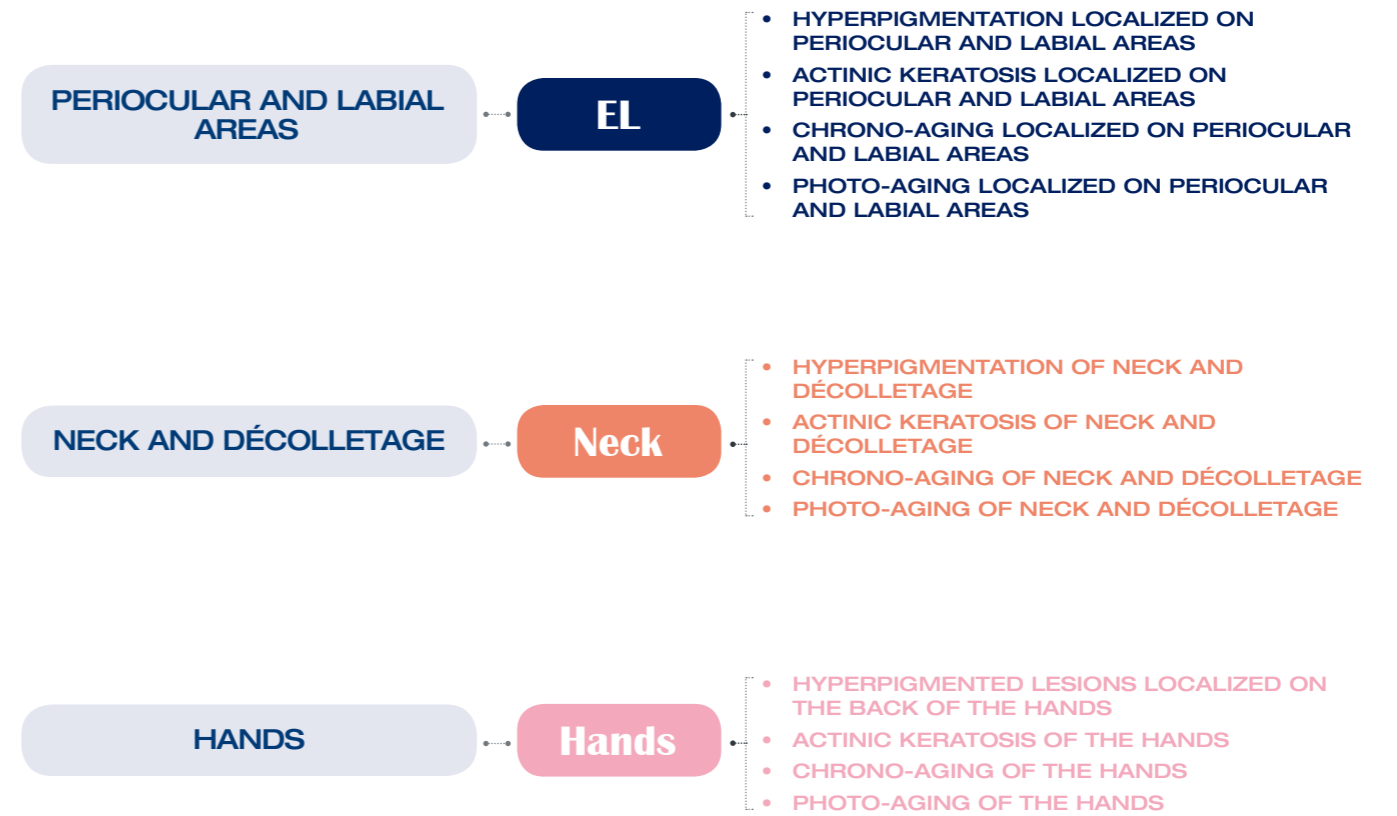 PERIOCULAR AND LABIAL
AREAS
EL
• HYPERPIGMENTATION LOCALIZED ON
PERIOCULAR AND LABIAL AREAS
• ACTINIC KERATOSIS LOCALIZED ON
PERIOCULAR AND LABIAL AREAS
• CHRONO-AGING LOCALIZED ON PERIOCULAR
AND LABIAL AREAS
• PHOTO-AGING LOCALIZED ON PERIOCULAR
AND LABIAL AREAS
NECK AND DÉCOLLETAGE
Neck
• HYPERPIGMENTATION OF NECK AND
DÉCOLLETAGE
• ACTINIC KERATOSIS OF NECK AND
DÉCOLLETAGE
• CHRONO-AGING OF NECK AND DÉCOLLETAGE
• PHOTO-AGING OF NECK AND DÉCOLLETAGE
HANDS
Hands
• HYPERPIGMENTED LESIONS LOCALIZED ON
THE BACK OF THE HANDS
• ACTINIC KERATOSIS OF THE HANDS
• CHRONO-AGING OF THE HANDS
• PHOTO-AGING OF THE HANDS